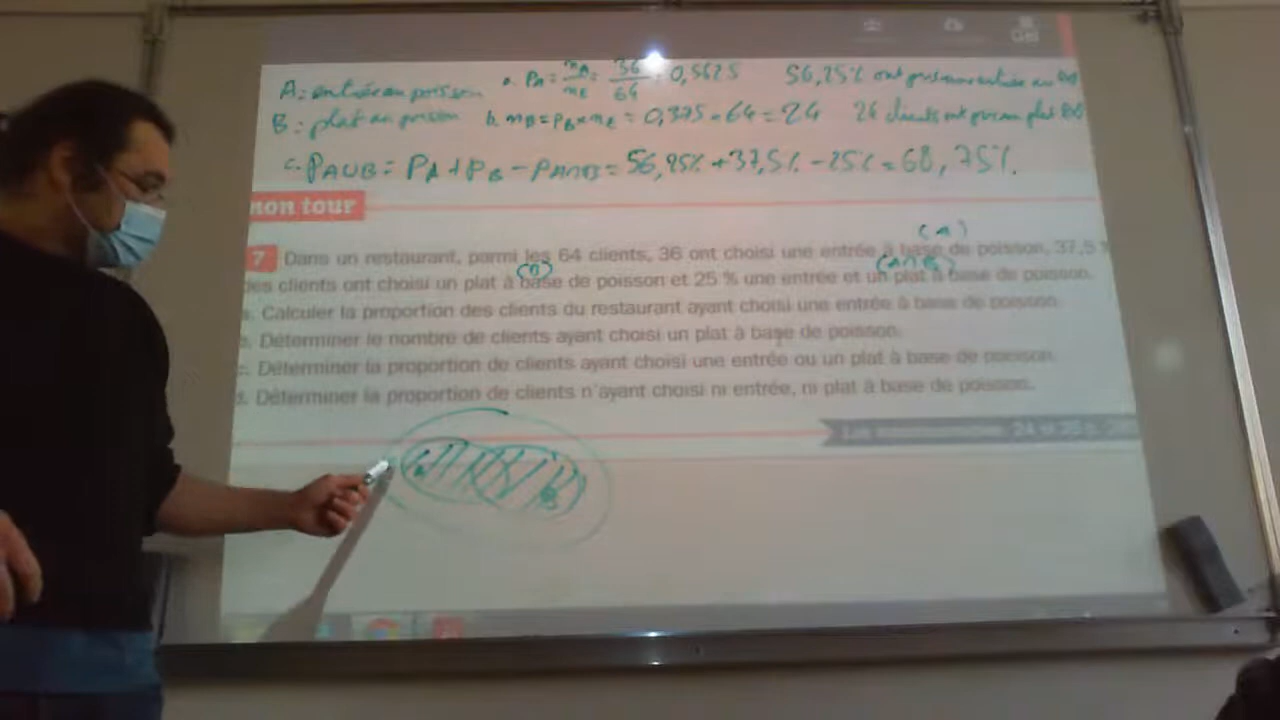 A: entrée au poisson a. PA = nA/nE = 36/64 = 0,5625 56,25% ont pris une entrée au
B: plat au poisson b. nB = PB × nE = 0,375 × 64 = 24 24 clients ont pris un plat
c. PAUB = PA + PB - PA∩B = 56,25% + 37,5% - 25% = 68,75%.
mon tour
(A)
7 Dans un restaurant, parmi les 64 clients, 36 ont choisi une entrée à base de poisson, 37,5
(B) (A∩B)
des clients ont choisi un plat à base de poisson et 25 % une entrée et un plat à base de poisson.
a. Calculer la proportion des clients du restaurant ayant choisi une entrée à base de poisson.
b. Déterminer le nombre de clients ayant choisi un plat à base de poisson.
c. Déterminer la proportion de clients ayant choisi une entrée ou un plat à base de poisson.
d. Déterminer la proportion de clients n'ayant choisi ni entrée, ni plat à base de poisson.
A B